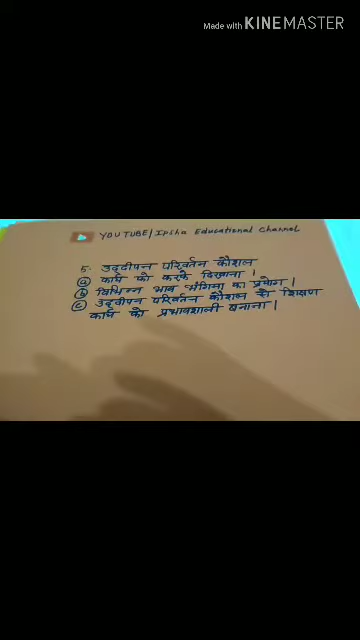 Made with KINEMASTER
YOUTUBE/Ipsha Educational Channel
5. उद्दीपन परिवर्तन कौशल
(a) कार्य को करके दिखाना।
(b) विभिन्न भाव भंगिमा का प्रयोग।
(c) उद्दीपन परिवर्तन कौशल से शिक्षण
कार्य को प्रभावशाली बनाना।